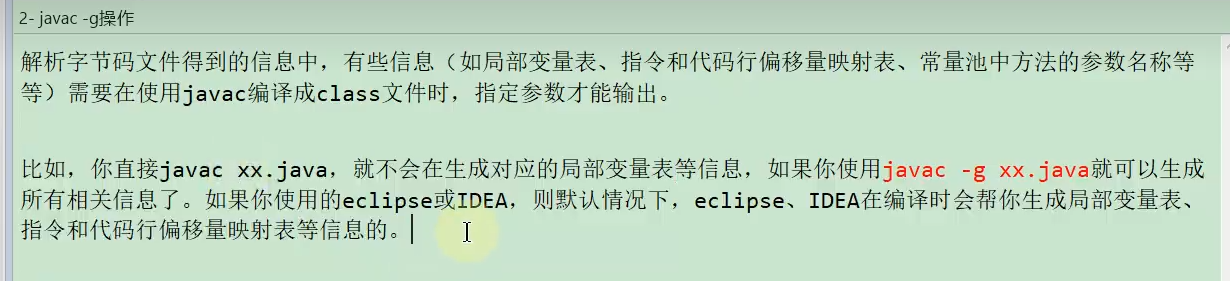 2- javac -g操作
解析字节码文件得到的信息中，有些信息（如局部变量表、指令和代码行偏移量映射表、常量池中方法的参数名称等
等）需要在使用javac编译成class文件时，指定参数才能输出。
比如，你直接javac xx.java，就不会在生成对应的局部变量表等信息，如果你使用javac -g xx.java就可以生成
所有相关信息了。如果你使用的eclipse或IDEA，则默认情况下，eclipse、IDEA在编译时会帮你生成局部变量表、
指令和代码行偏移量映射表等信息的。